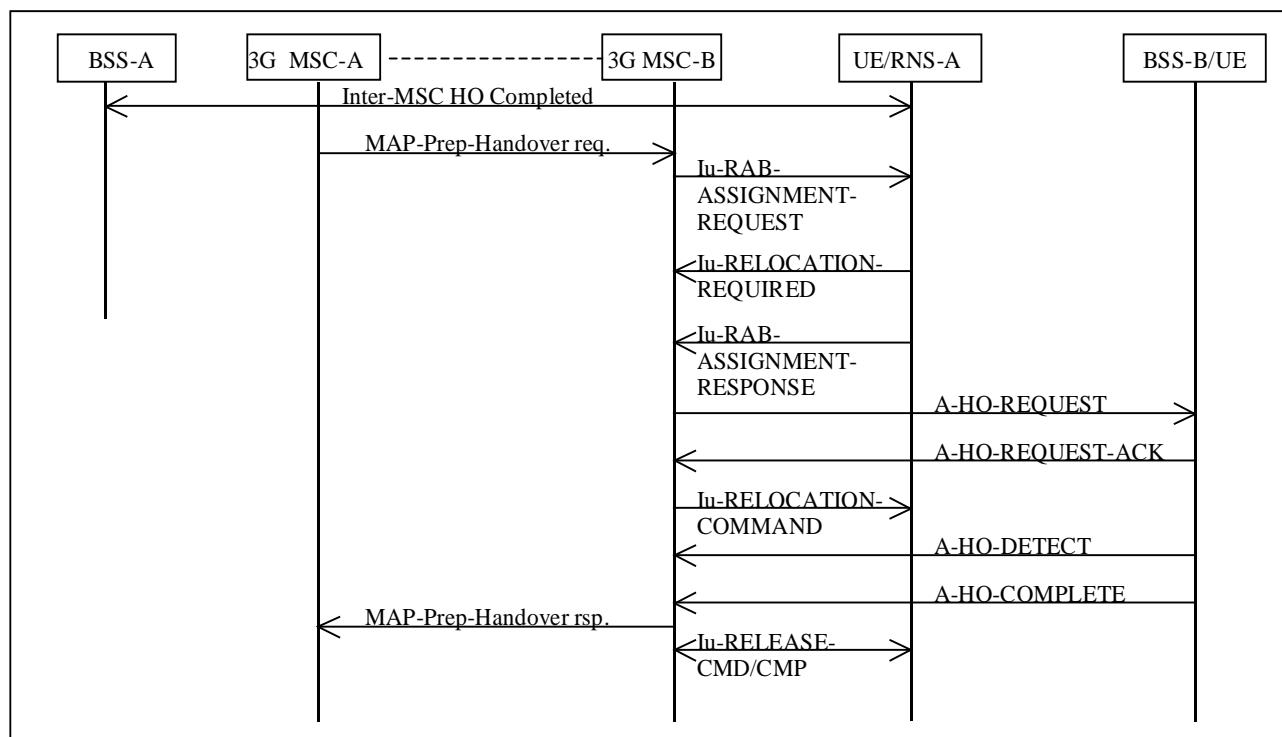 BSS-A
3G MSC-A
3G MSC-B
UE/RNS-A
BSS-B/UE
Inter-MSC HO Completed
MAP-Prep-Handover req.
Iu-RAB-
ASSIGNMENT-
REQUEST
Iu-RELOCATION-
REQUIRED
Iu-RAB-
ASSIGNMENT-
RESPONSE
A-HO-REQUEST
A-HO-REQUEST-ACK
Iu-RELOCATION-
COMMAND
A-HO-DETECT
A-HO-COMPLETE
MAP-Prep-Handover rsp.
Iu-RELEASE-
CMD/CMP